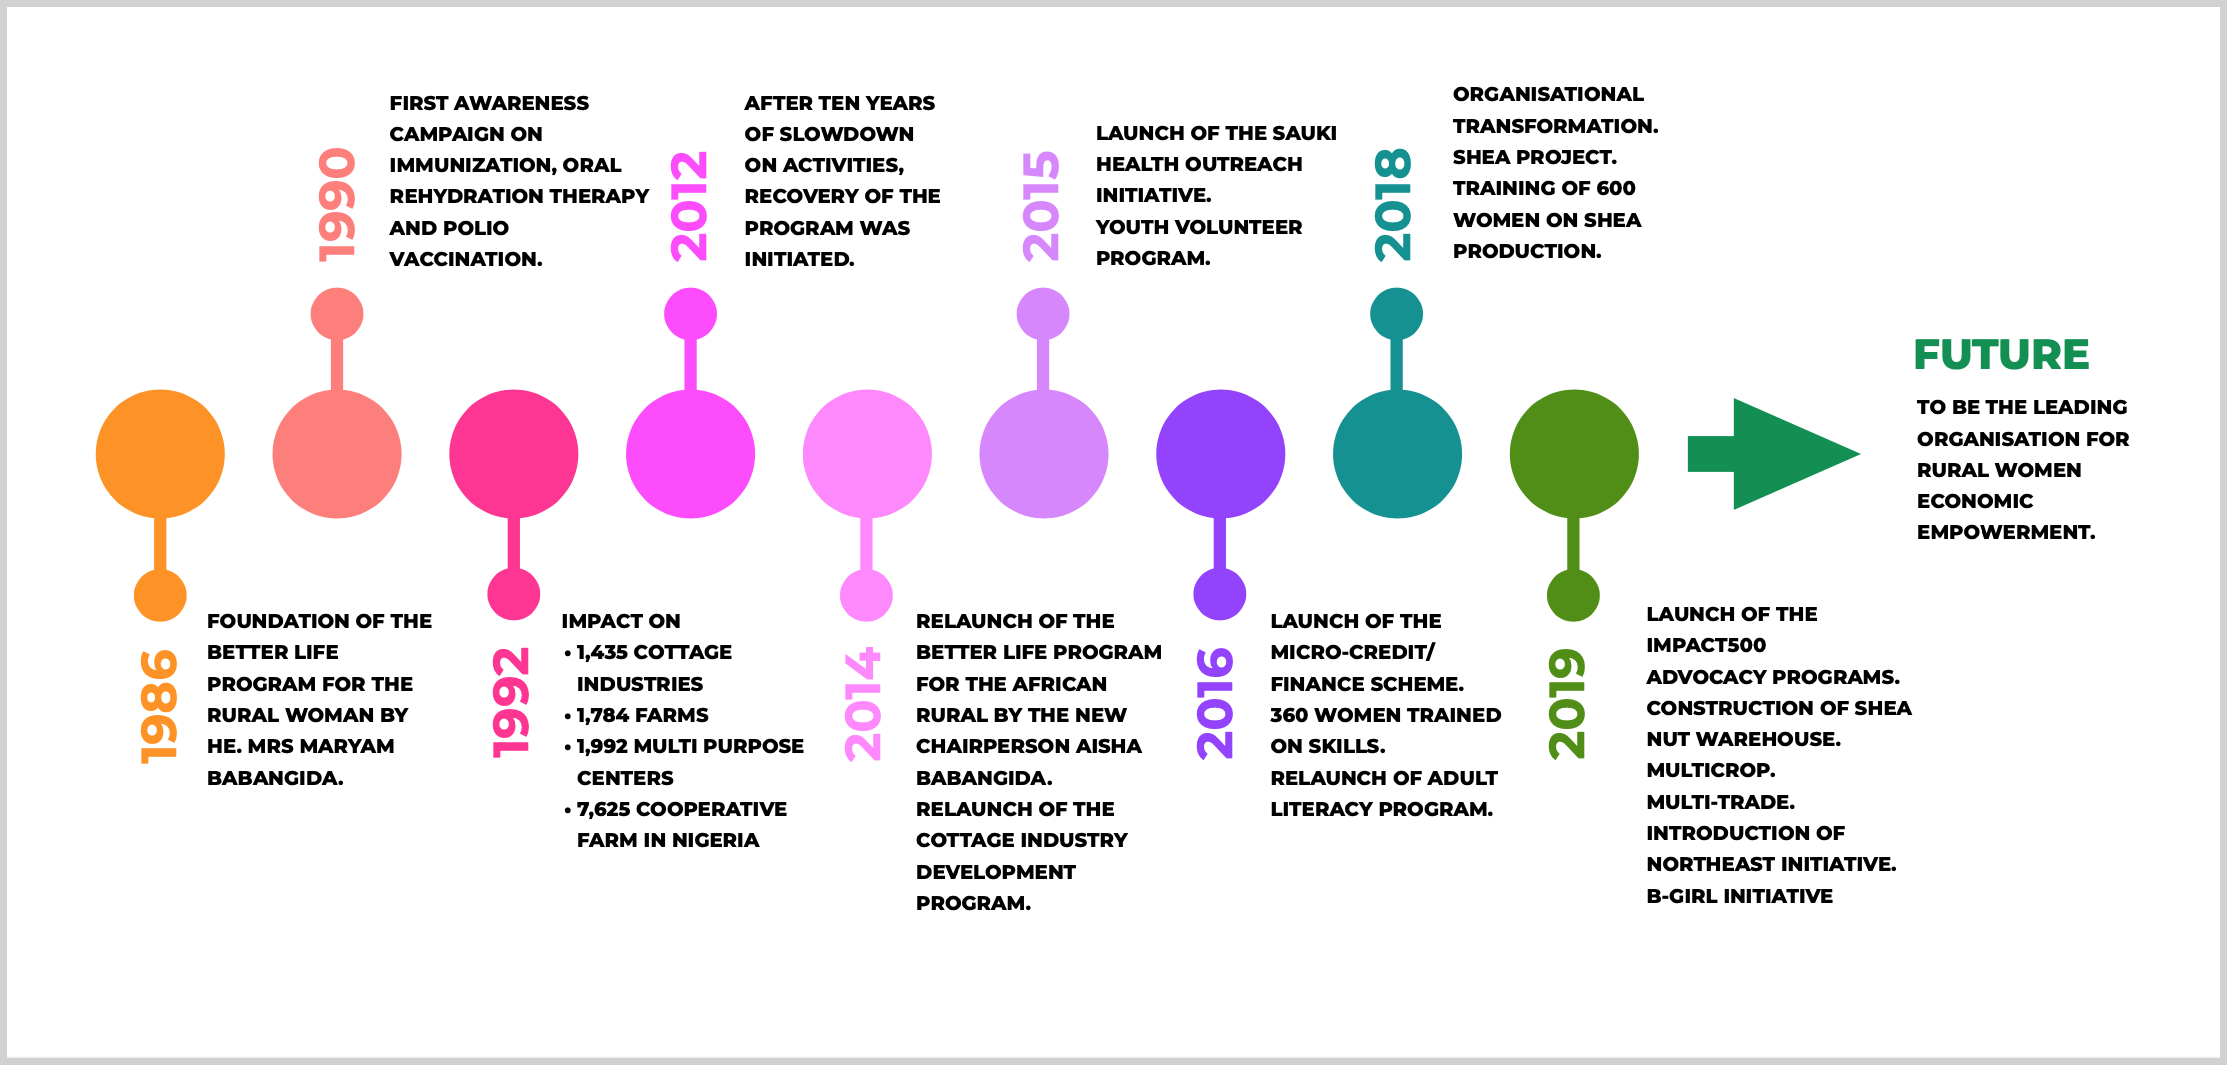 1986
FOUNDATION OF THE
BETTER LIFE
PROGRAM FOR THE
RURAL WOMAN BY
HE. MRS MARYAM
BABANGIDA.
1990
FIRST AWARENESS
CAMPAIGN ON
IMMUNIZATION, ORAL
REHYDRATION THERAPY
AND POLIO
VACCINATION.
1992
IMPACT ON
• 1,435 COTTAGE
INDUSTRIES
• 1,784 FARMS
• 1,992 MULTI PURPOSE
CENTERS
• 7,625 COOPERATIVE
FARM IN NIGERIA
2012
AFTER TEN YEARS
OF SLOWDOWN
ON ACTIVITIES,
RECOVERY OF THE
PROGRAM WAS
INITIATED.
2014
RELAUNCH OF THE
BETTER LIFE PROGRAM
FOR THE AFRICAN
RURAL BY THE NEW
CHAIRPERSON AISHA
BABANGIDA.
RELAUNCH OF THE
COTTAGE INDUSTRY
DEVELOPMENT
PROGRAM.
2015
LAUNCH OF THE SAUKI
HEALTH OUTREACH
INITIATIVE.
YOUTH VOLUNTEER
PROGRAM.
2016
LAUNCH OF THE
MICRO-CREDIT/
FINANCE SCHEME.
360 WOMEN TRAINED
ON SKILLS.
RELAUNCH OF ADULT
LITERACY PROGRAM.
2018
ORGANISATIONAL
TRANSFORMATION.
SHEA PROJECT.
TRAINING OF 600
WOMEN ON SHEA
PRODUCTION.
2019
LAUNCH OF THE
IMPACT500
ADVOCACY PROGRAMS.
CONSTRUCTION OF SHEA
NUT WAREHOUSE.
MULTICROP.
MULTI-TRADE.
INTRODUCTION OF
NORTHEAST INITIATIVE.
B-GIRL INITIATIVE
FUTURE
TO BE THE LEADING
ORGANISATION FOR
RURAL WOMEN
ECONOMIC
EMPOWERMENT.